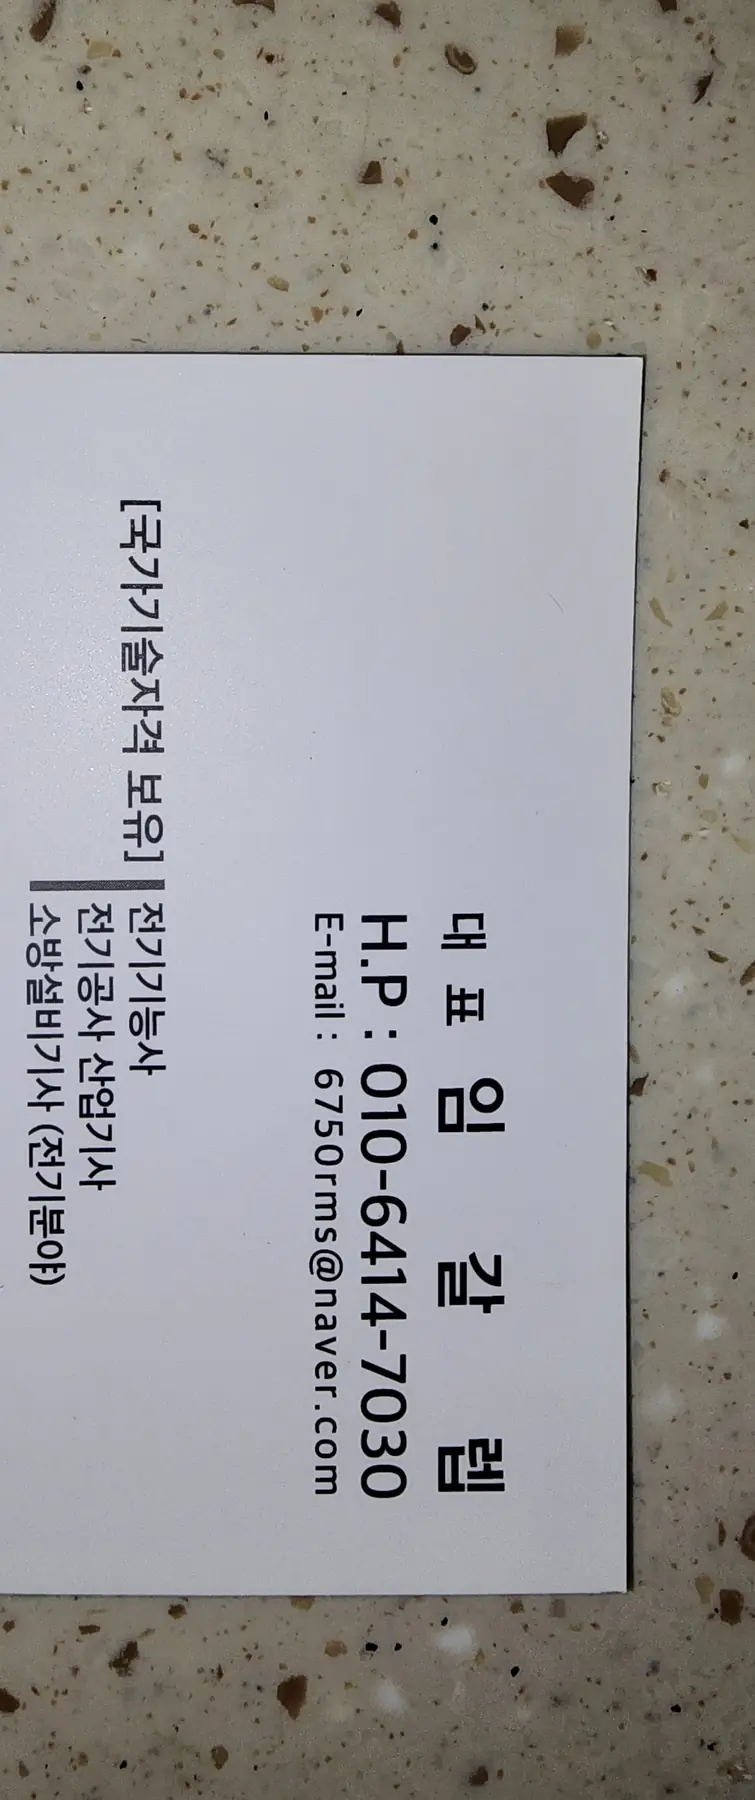 대 표 임 갈 렙
H.P : 010-6414-7030
E-mail : 6750rms@naver.com
[국가기술자격 보유] 전기기능사
전기공사 산업기사
소방설비기사 (전기분야)